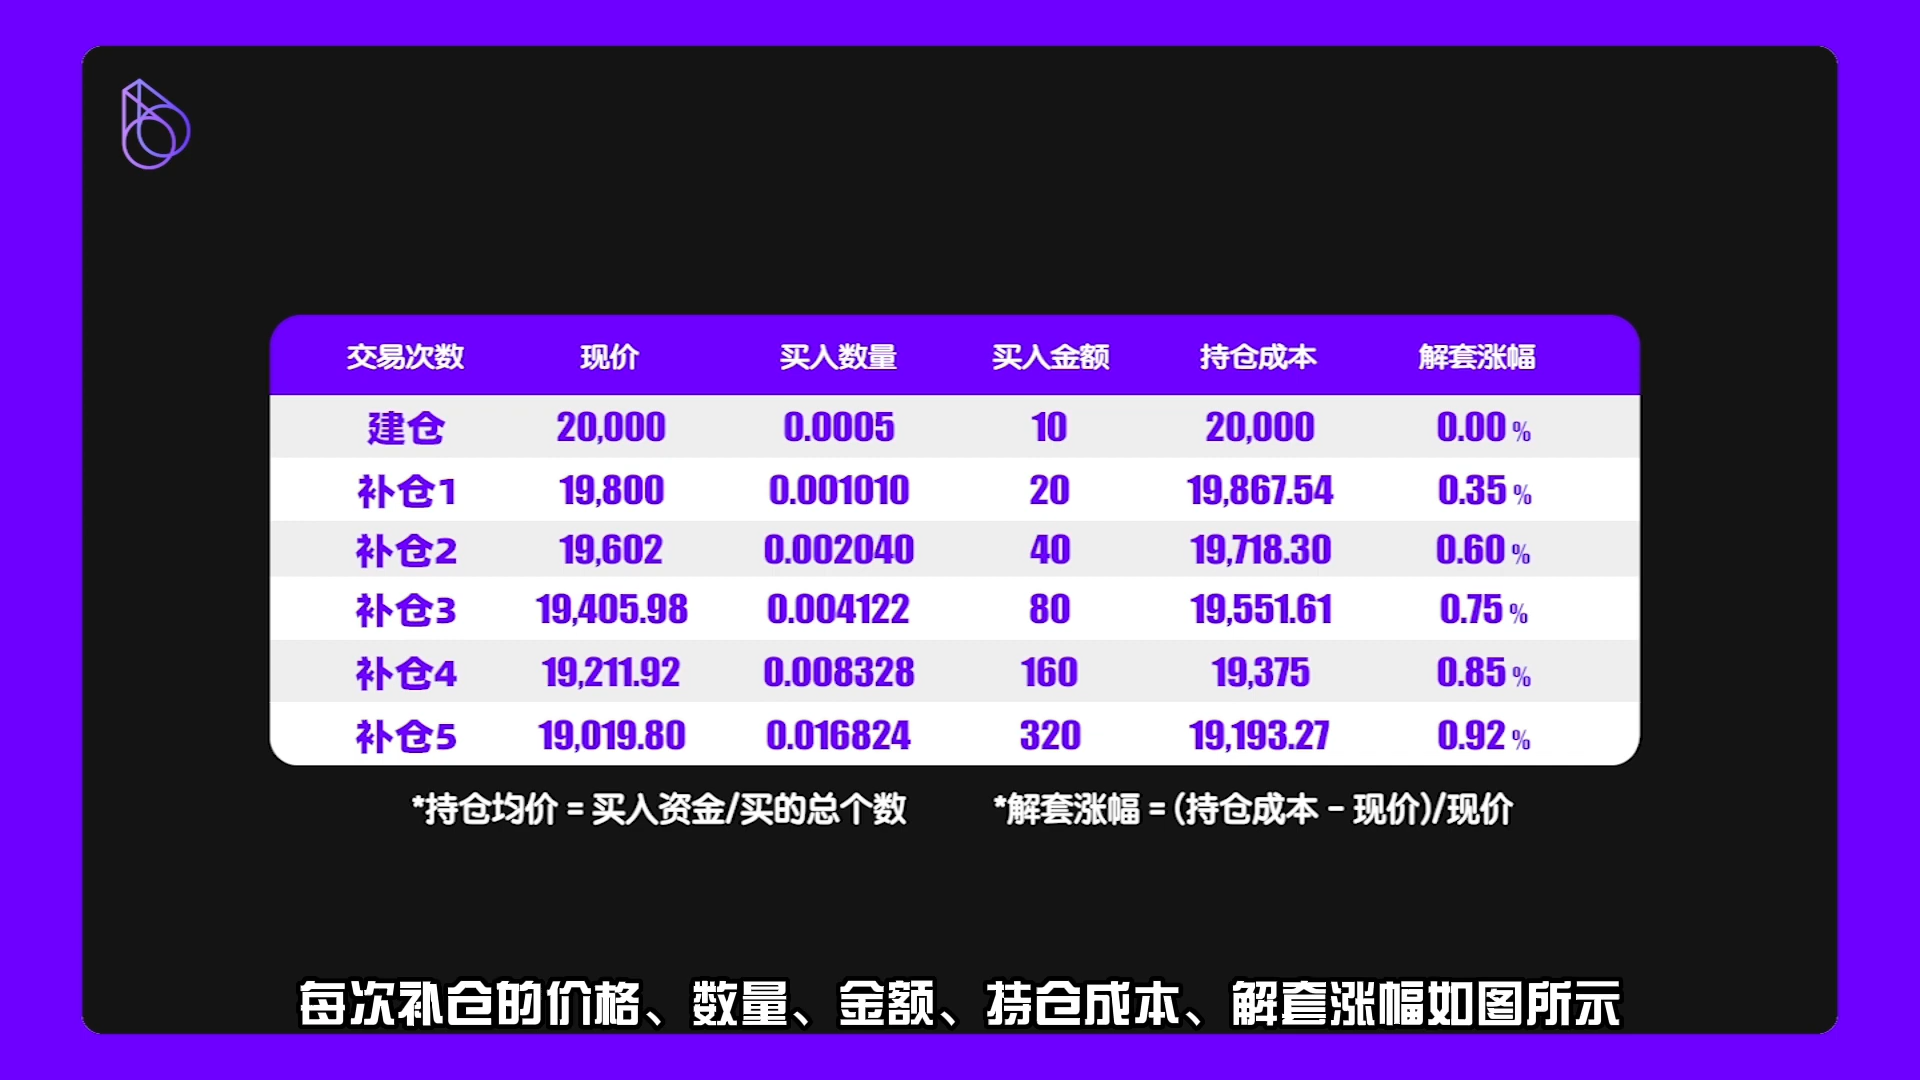 交易次数 现价 买入数量 买入金额 持仓成本 解套涨幅
建仓 20,000 0.0005 10 20,000 0.00 %
补仓1 19,800 0.001010 20 19,867.54 0.35 %
补仓2 19,602 0.002040 40 19,718.30 0.60 %
补仓3 19,405.98 0.004122 80 19,551.61 0.75 %
补仓4 19,211.92 0.008328 160 19,375 0.85 %
补仓5 19,019.80 0.016824 320 19,193.27 0.92 %
*持仓均价 = 买入资金/买的总个数 *解套涨幅 = (持仓成本 - 现价)/现价
每次补仓的价格、数量、金额、持仓成本、解套涨幅如图所示